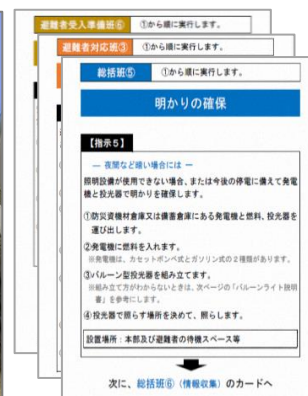 避難者受入準備班⑥ ①から順に実行します。
避難者対応班③ ①から順に実行します。
総括班⑤ ①から順に実行します。
明かりの確保
【指示5】
― 夜間など暗い場合には ―
照明設備が使用できない場合、または今後の停電に備えて発電
機と投光器で明かりを確保します。
①防災資機材倉庫又は備蓄倉庫にある発電機と燃料、投光器を
運び出します。
②発電機に燃料を入れます。
※発電機は、カセットボンベ式とガソリン式の2種類があります。
③バルーン型投光器を組み立てます。
※組み立て方がわからないときは、次ページの「バルーンライト説明
書」を参考にします。
④投光器で照らす場所を決めて、照らします。
設置場所:本部及び避難者の待機スペース等
次に、総括班⑥(情報収集)のカードへ